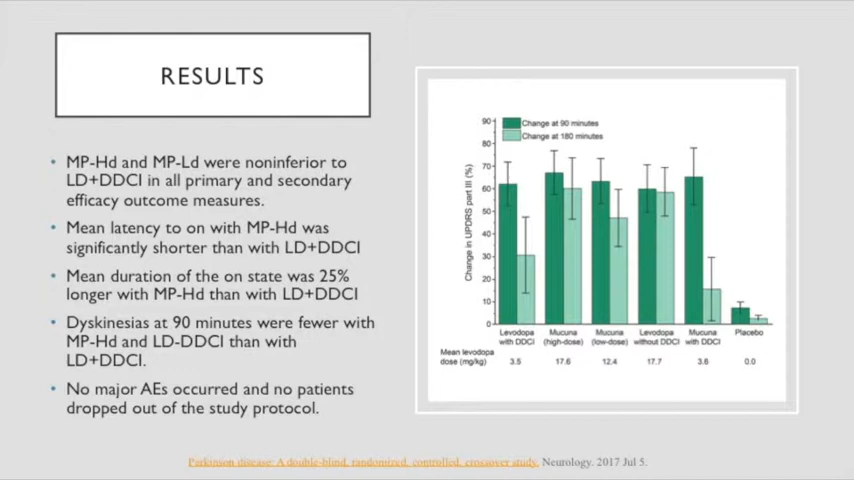 RESULTS
• MP-Hd and MP-Ld were noninferior to
LD+DDCI in all primary and secondary
efficacy outcome measures.
• Mean latency to on with MP-Hd was
significantly shorter than with LD+DDCI
• Mean duration of the on state was 25%
longer with MP-Hd than with LD+DDCI
• Dyskinesias at 90 minutes were fewer with
MP-Hd and LD-DDCI than with
LD+DDCI.
• No major AEs occurred and no patients
dropped out of the study protocol.
Change at 90 minutes
Change at 180 minutes
Change in UPDRS part III (%)
90
80
70
60
50
40
30
20
10
0
Levodopa with DDCI
Mucuna (high-dose)
Mucuna (low-dose)
Levodopa without DDCI
Mucuna with DDCI
Placebo
Mean levodopa dose (mg/kg)
3.5 17.6 12.4 17.7 3.6 0.0
Parkinson disease: A double-blind, randomized, controlled, crossover study. Neurology. 2017 Jul 5.